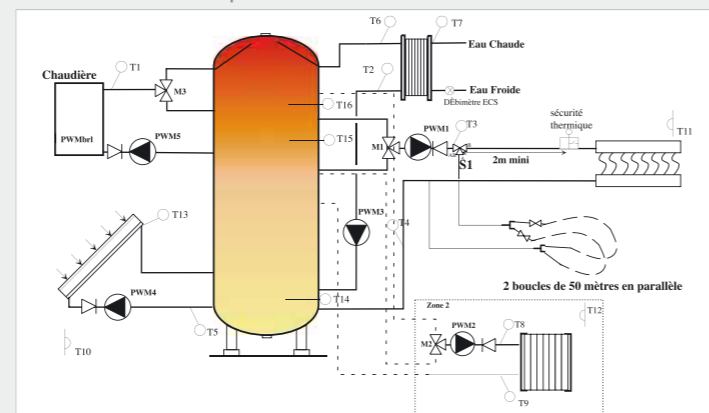 T6
T7
Eau Chaude
T2
Eau Froide
DÉbimètre ECS
Chaudière
T1
M3
T16
T15
PWMbrl
PWM5
M1
PWM1
T3
S1
sécurité
thermique
2m mini
T11
T13
PWM3
T4
PWM4
T14
T5
T10
2 boucles de 50 mètres en parallèle
Zone 2
T12
M2
PWM2
T8
T9